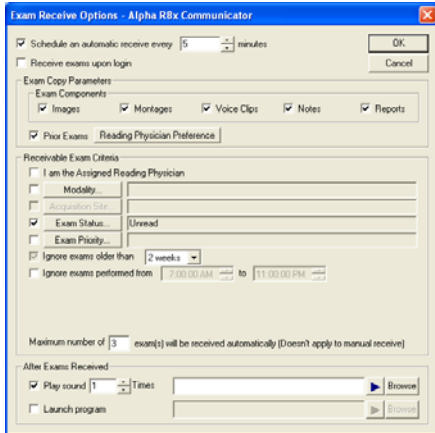 Exam Receive Options - Alpha RBx Communicator
Schedule an automatic receive every 5 minutes
OK
Receive exams upon login
Cancel
Exam Copy Parameters
Exam Components
Images Montages Voice Clips Notes Reports
Prior Exams Reading Physician Preference
Receivable Exam Criteria
I am the Assigned Reading Physician
Modality...
Acquisition Site...
Exam Status... Unread
Exam Priority...
Ignore exams older than 2 weeks
Ignore exams performed from 7:00:00 AM to 11:00:00 PM
Maximum number of 3 exam(s) will be received automatically (Doesn't apply to manual receive)
After Exams Received
Play sound 1 Times Browse
Launch program Browse